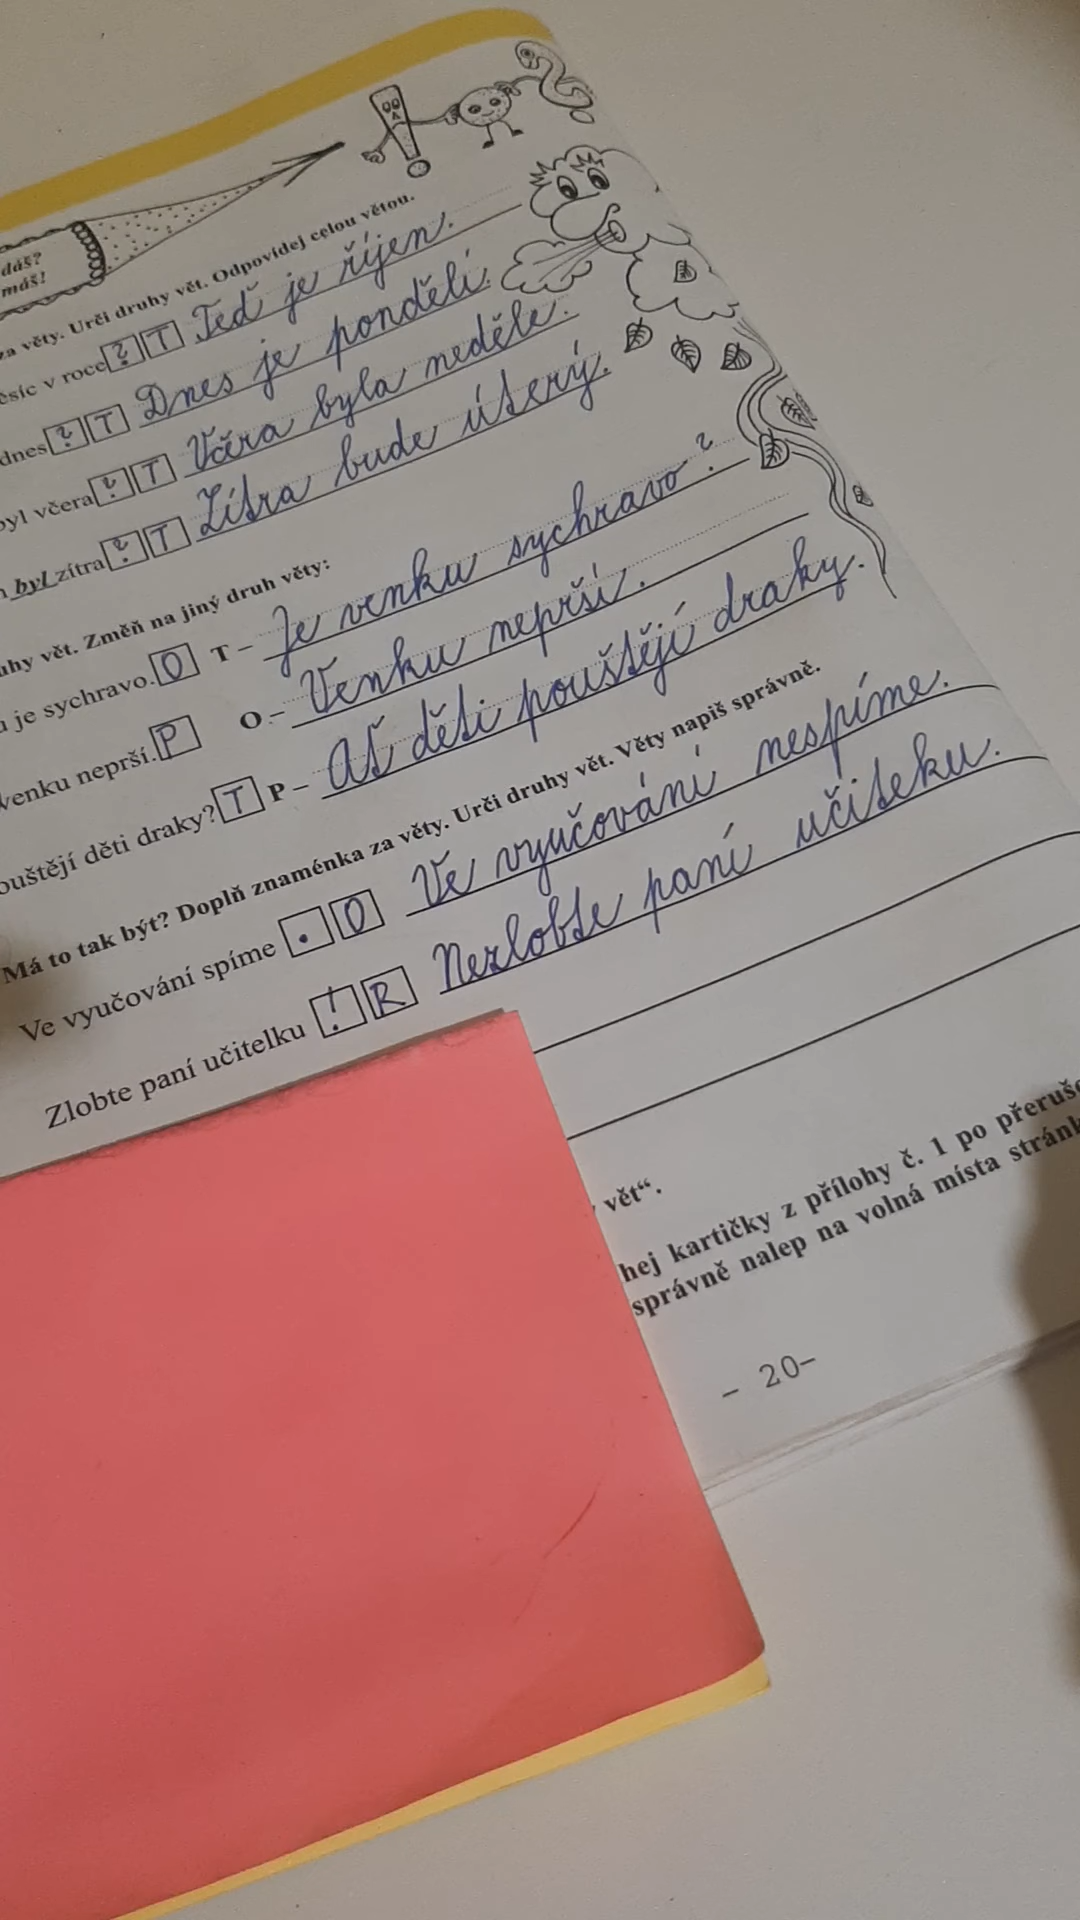 dáš?
máš!
za věty. Urči druhy vět. Odpovídej celou větou.
ěsíc v roce ? T Teď je říjen.
dnes ? T Dnes je pondělí.
byl včera ? T Včera byla neděle.
byl zítra ? T Zítra bude úterý.
uhy vět. Změň na jiný druh věty:
u je sychravo. O T – Je venku sychravo?
venku neprší. P O – Venku neprší.
ouštějí děti draky? T P – Ať děti pouštějí draky.
Má to tak být? Doplň znaménka za věty. Urči druhy vět. Věty napiš správně.
Ve vyučování spíme . O Ve vyučování nespíme.
Zlobte paní učitelku ! R Nezlobte paní učiteku.
vět“.
hej kartičky z přílohy č. 1 po přeruše
správně nalep na volná místa stránk
– 20–